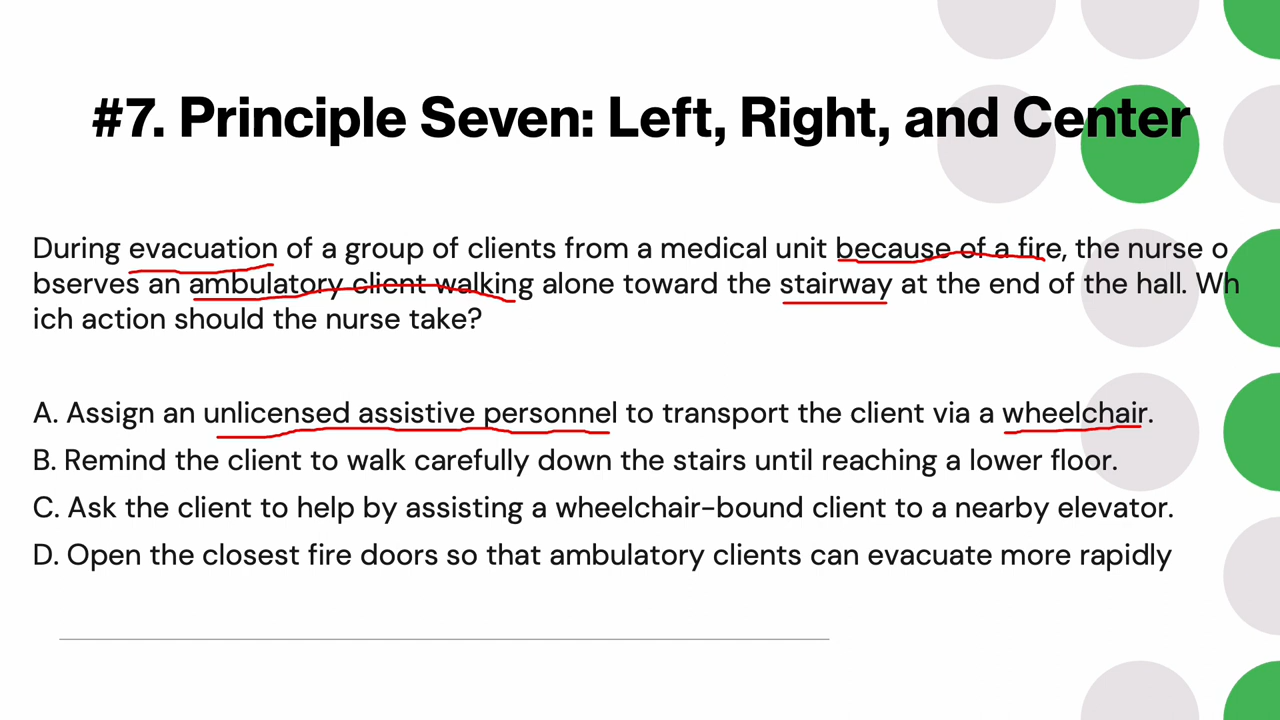 #7. Principle Seven: Left, Right, and Center
During evacuation of a group of clients from a medical unit because of a fire, the nurse o
bserves an ambulatory client walking alone toward the stairway at the end of the hall. Wh
ich action should the nurse take?
A. Assign an unlicensed assistive personnel to transport the client via a wheelchair.
B. Remind the client to walk carefully down the stairs until reaching a lower floor.
C. Ask the client to help by assisting a wheelchair-bound client to a nearby elevator.
D. Open the closest fire doors so that ambulatory clients can evacuate more rapidly